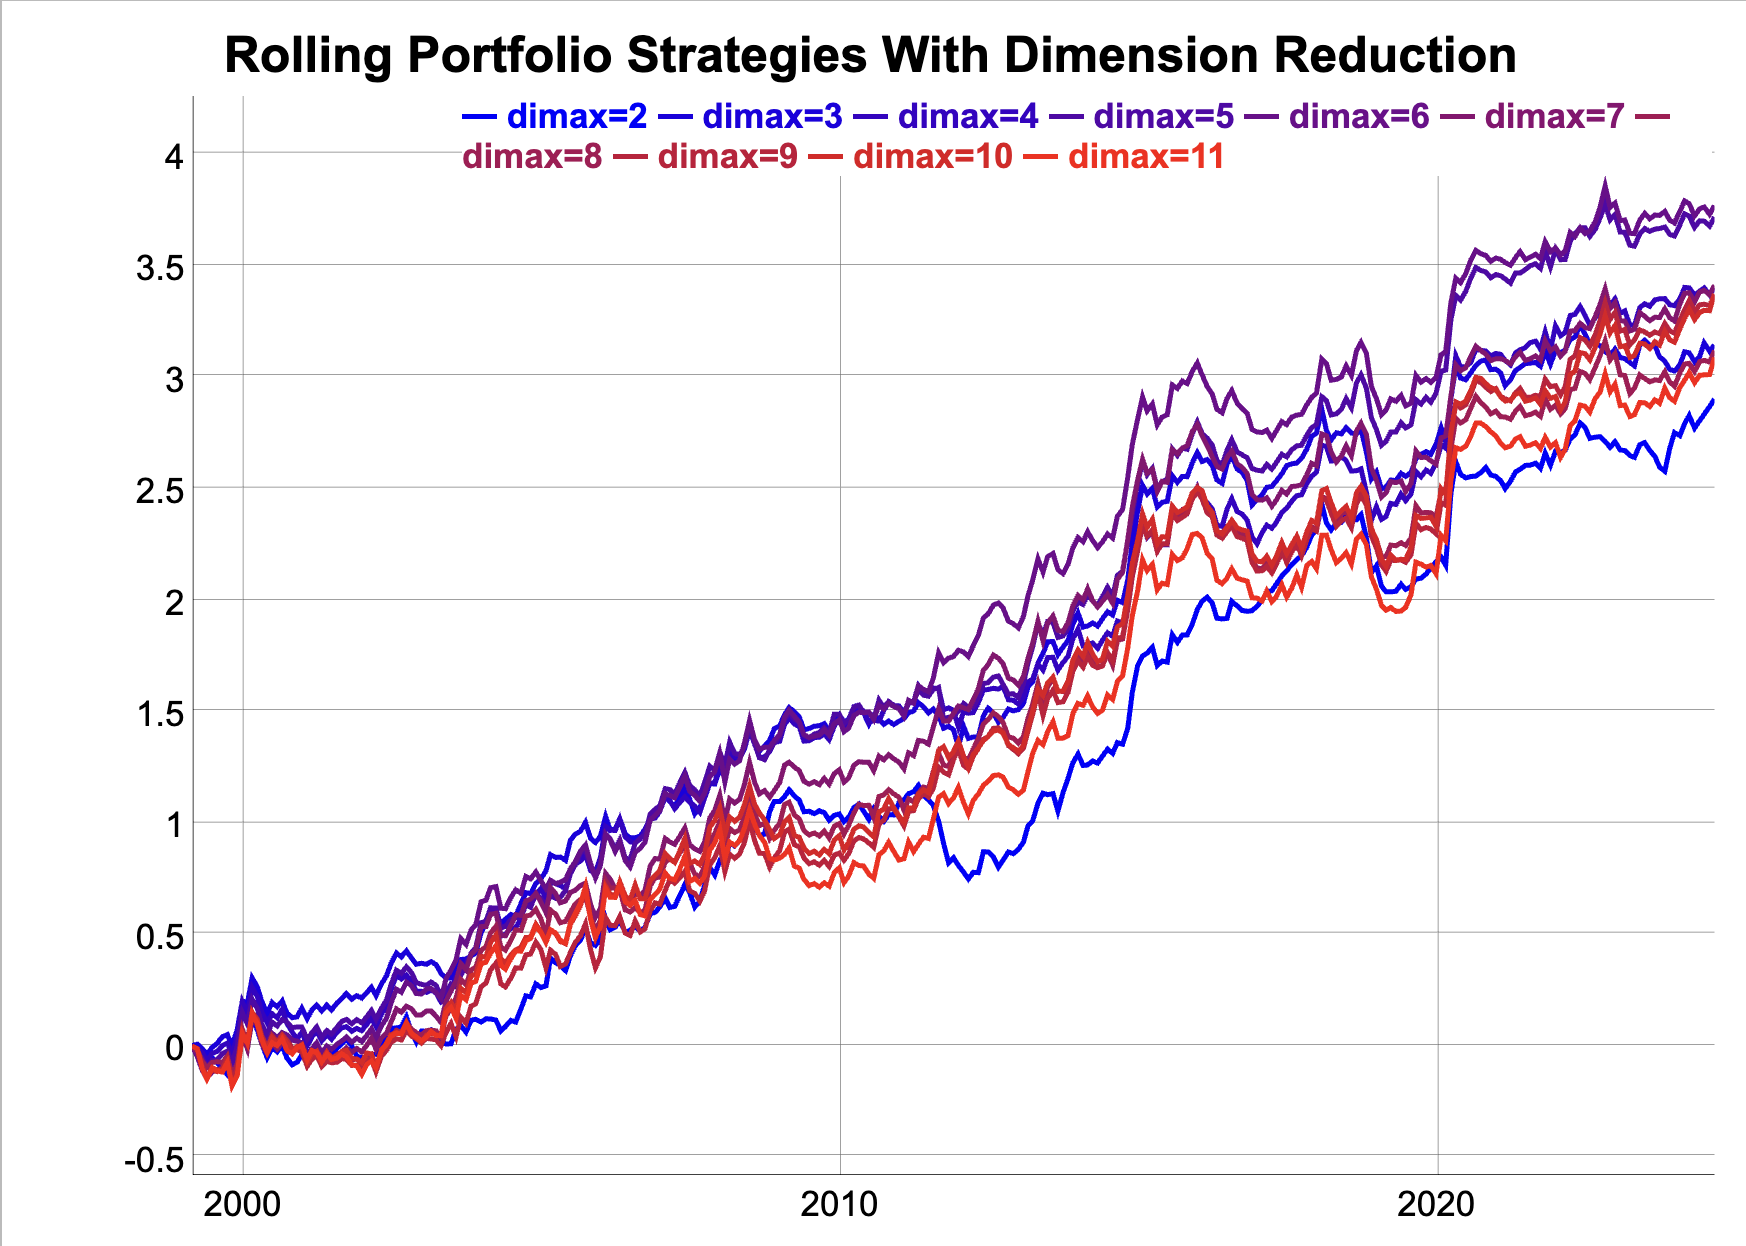 Rolling Portfolio Strategies With Dimension Reduction
dimax=2 dimax=3 dimax=4 dimax=5 dimax=6 dimax=7
dimax=8 dimax=9 dimax=10 dimax=11
4
3.5
3
2.5
2
1.5
1
0.5
0
-0.5
2000 2010 2020